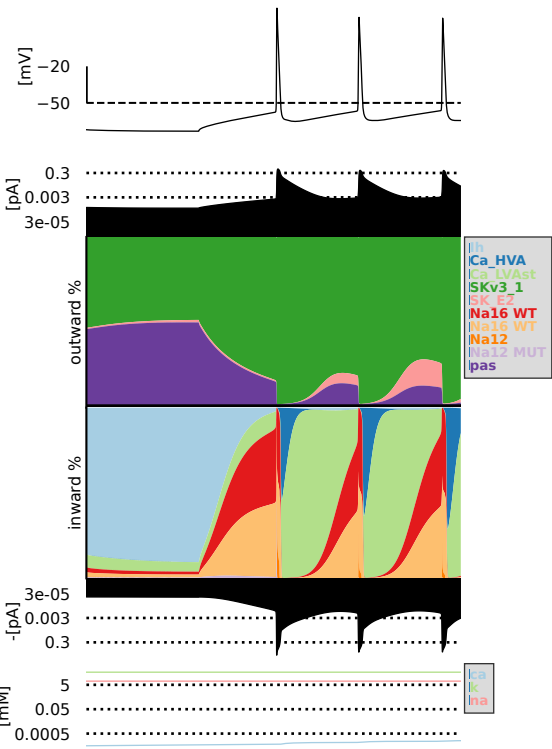 [mV]
−20
−50
[pA]
0.3
0.003
3e-05
outward %
Ih
Ca_HVA
Ca_LVAst
SKv3_1
SK_E2
Na16 WT
Na16 WT
Na12
Na12 MUT
pas
inward %
-[pA]
3e-05
0.003
0.3
[mM]
5
0.05
0.0005
ca
k
na